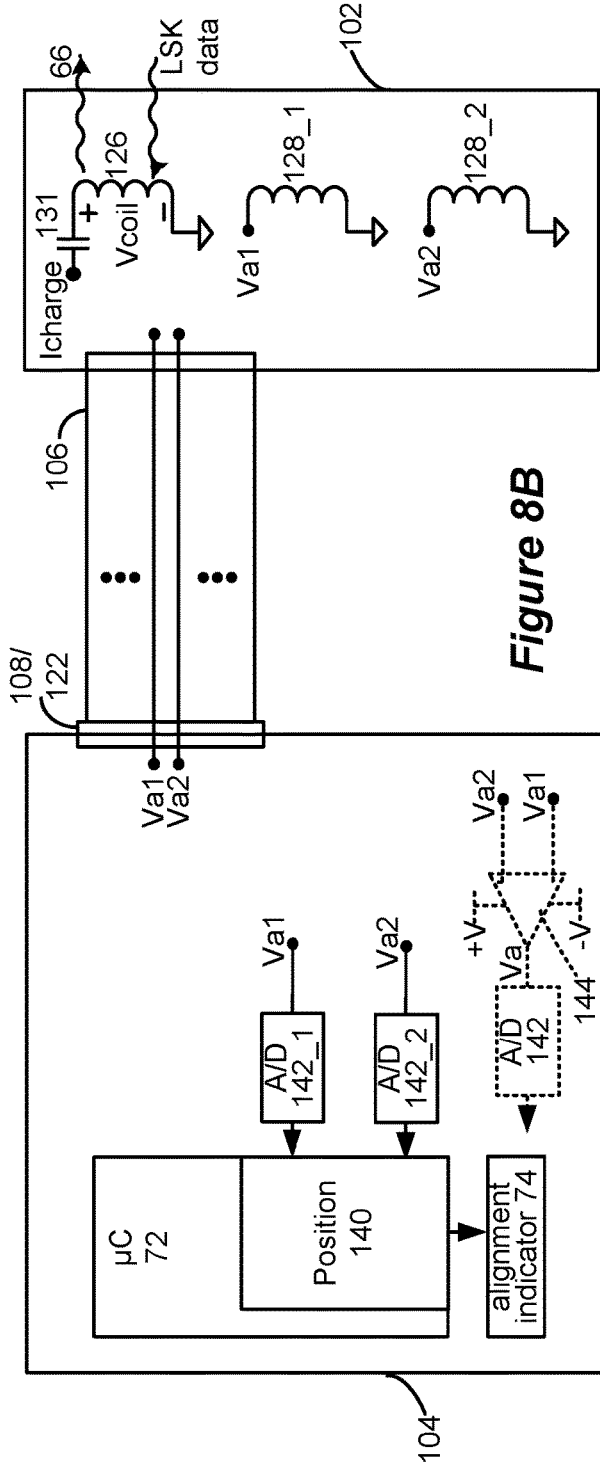 104
108/
122
106
102
µC
72
Position
140
alignment
indicator 74
A/D
142_1
Va1
A/D
142_2
Va2
A/D
142
Va
+V
-V
144
Va2
Va1
Va1
Va2
Icharge
131
+
Vcoil
-
126
66
LSK
data
Va1
128_1
Va2
128_2
Figure 8B